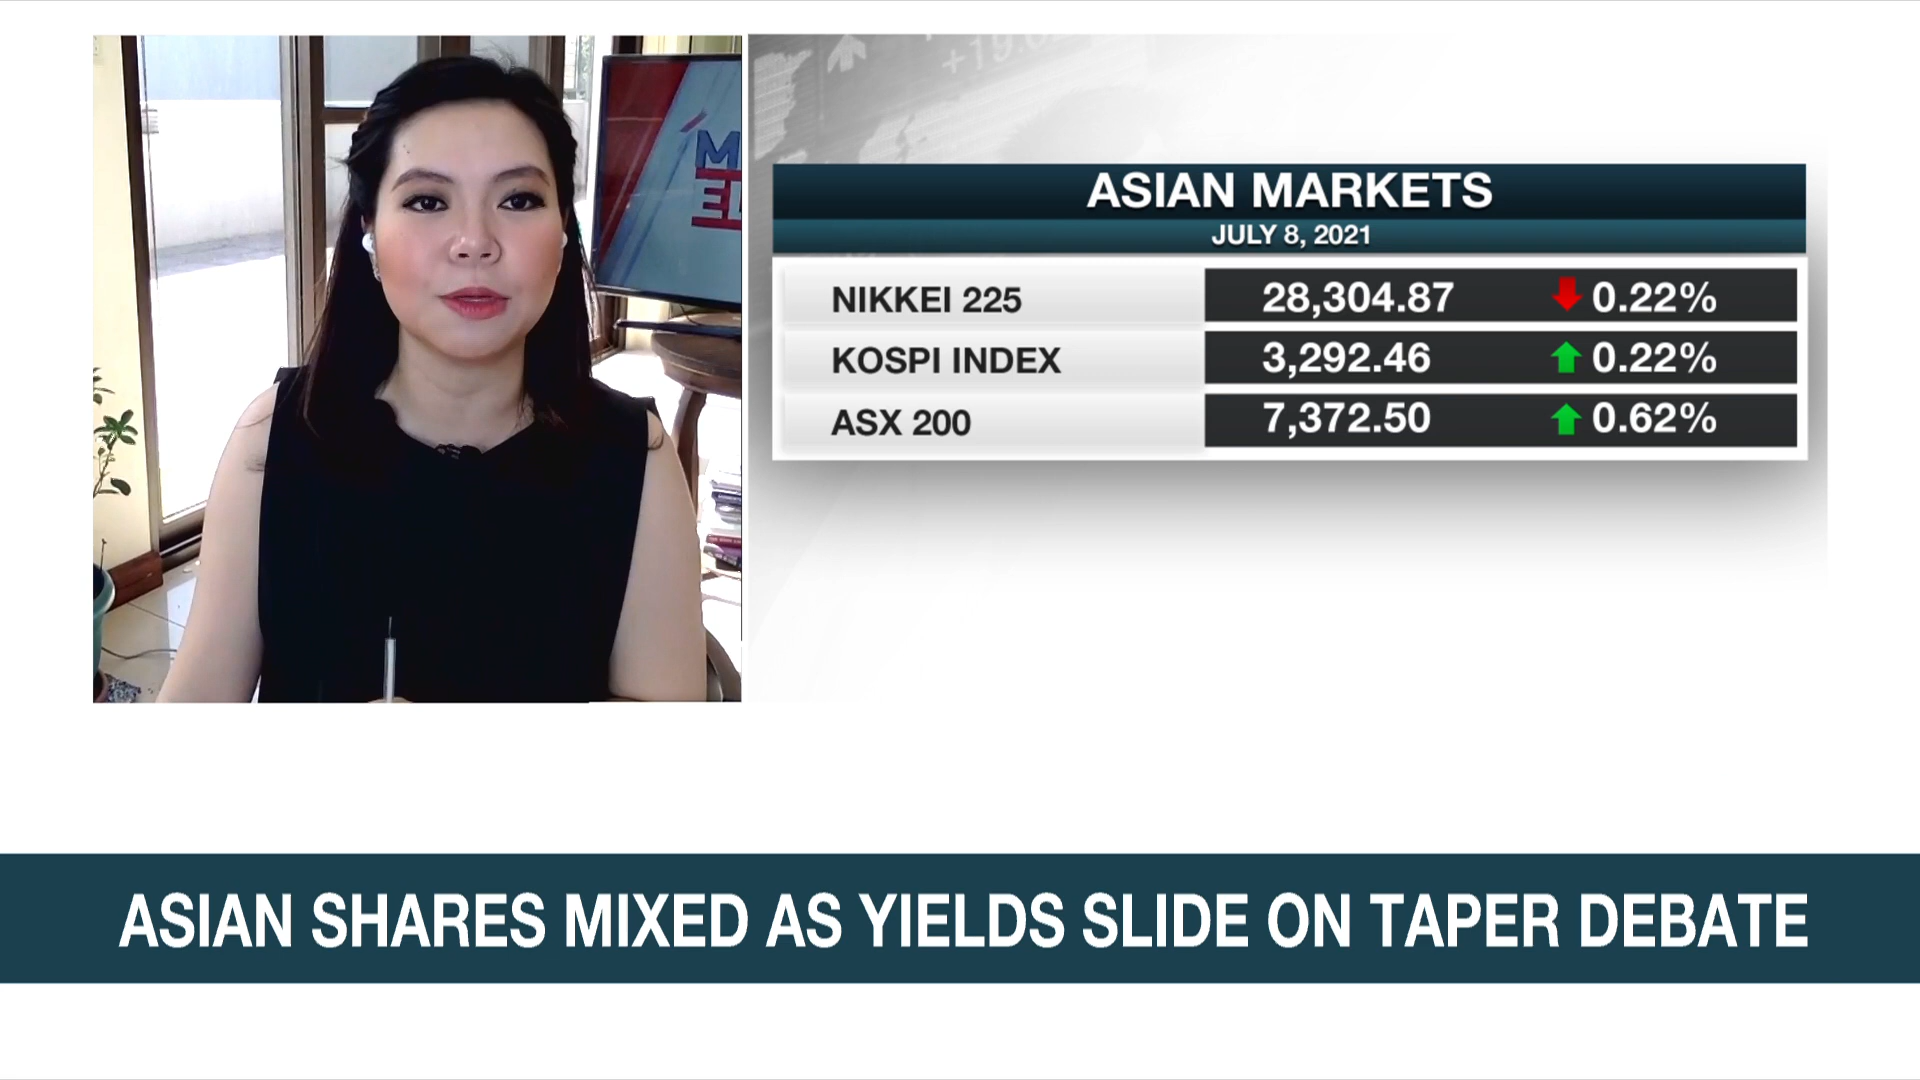 ASIAN MARKETS
JULY 8, 2021
NIKKEI 225 28,304.87 0.22%
KOSPI INDEX 3,292.46 0.22%
ASX 200 7,372.50 0.62%
ASIAN SHARES MIXED AS YIELDS SLIDE ON TAPER DEBATE